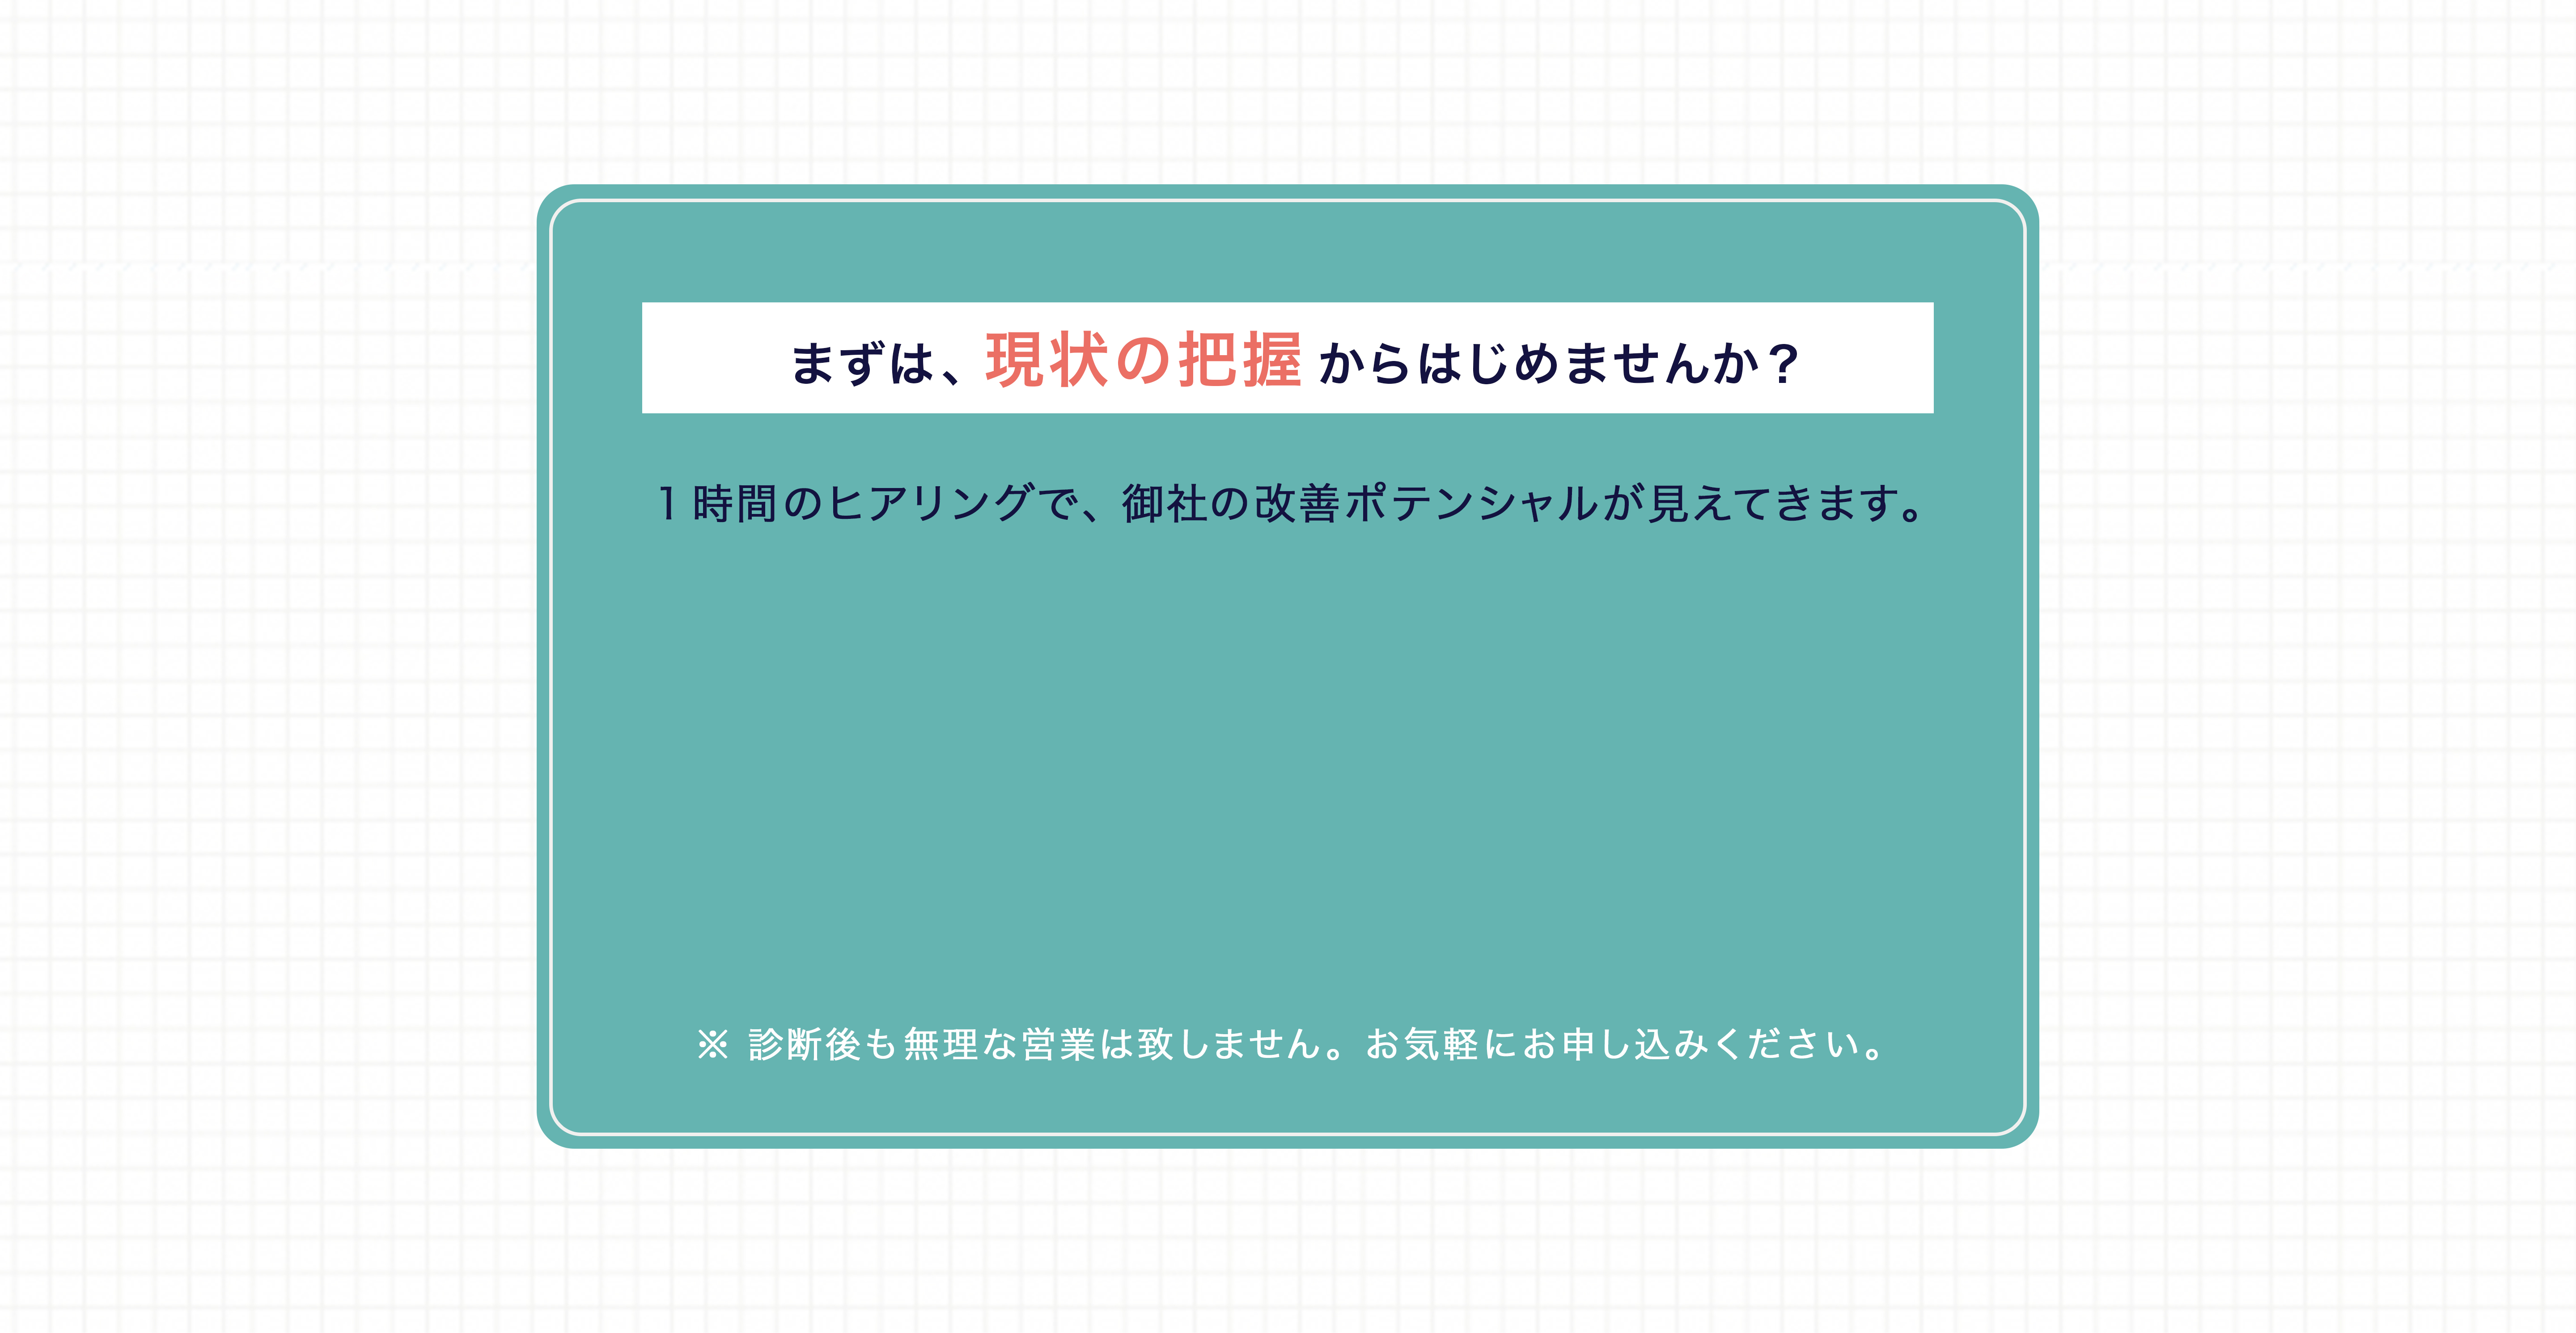 まずは、現状の把握からはじめませんか？
１時間のヒアリングで、御社の改善ポテンシャルが見えてきます。
※ 診断後も無理な営業は致しません。お気軽にお申し込みください。